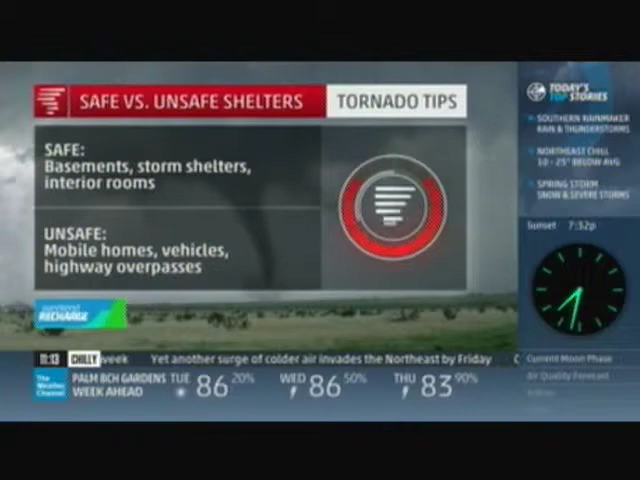 SAFE VS. UNSAFE SHELTERS
TORNADO TIPS
SAFE:
Basements, storm shelters,
interior rooms
UNSAFE:
Mobile homes, vehicles,
highway overpasses
weekend
RECHARGE
TODAY'S
TOP STORIES
SOUTHERN RAINMAKER
RAIN & THUNDERSTORMS
NORTHEAST CHILL
10 - 25° BELOW AVG
SPRING STORM
SNOW & SEVERE STORMS
Sunset 7:32p
Current Moon Phase
Air Quality Forecast
11:13 CHILLY week Yet another surge of colder air invades the Northeast by Friday
The Weather Channel
PALM BCH GARDENS
WEEK AHEAD
TUE 86 20%
WED 86 50%
THU 83 90%